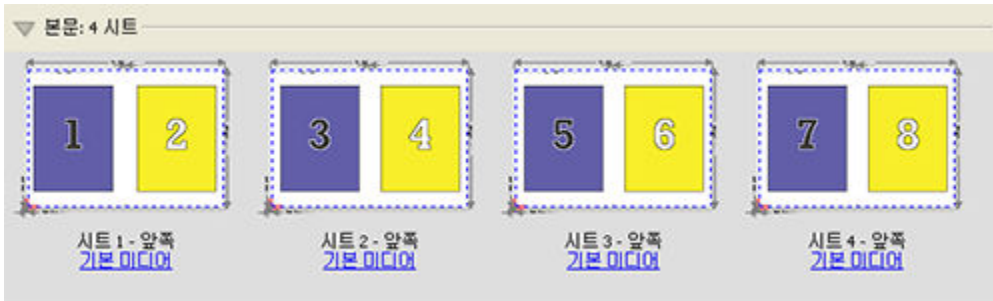 본문: 4 시트
1 2 3 4 5 6 7 8
시트 1 - 앞쪽 시트 2 - 앞쪽 시트 3 - 앞쪽 시트 4 - 앞쪽
기본 미디어 기본 미디어 기본 미디어 기본 미디어